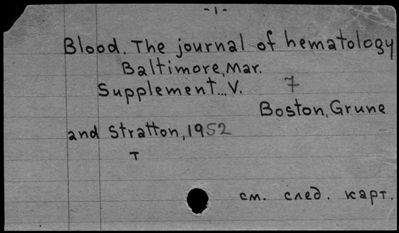 -1-
Blood. The journal of hematology
Baltimore, Mar.
Supplement... V. 7
Boston, Grune
and Stratton, 1952
T
см. след. карт.